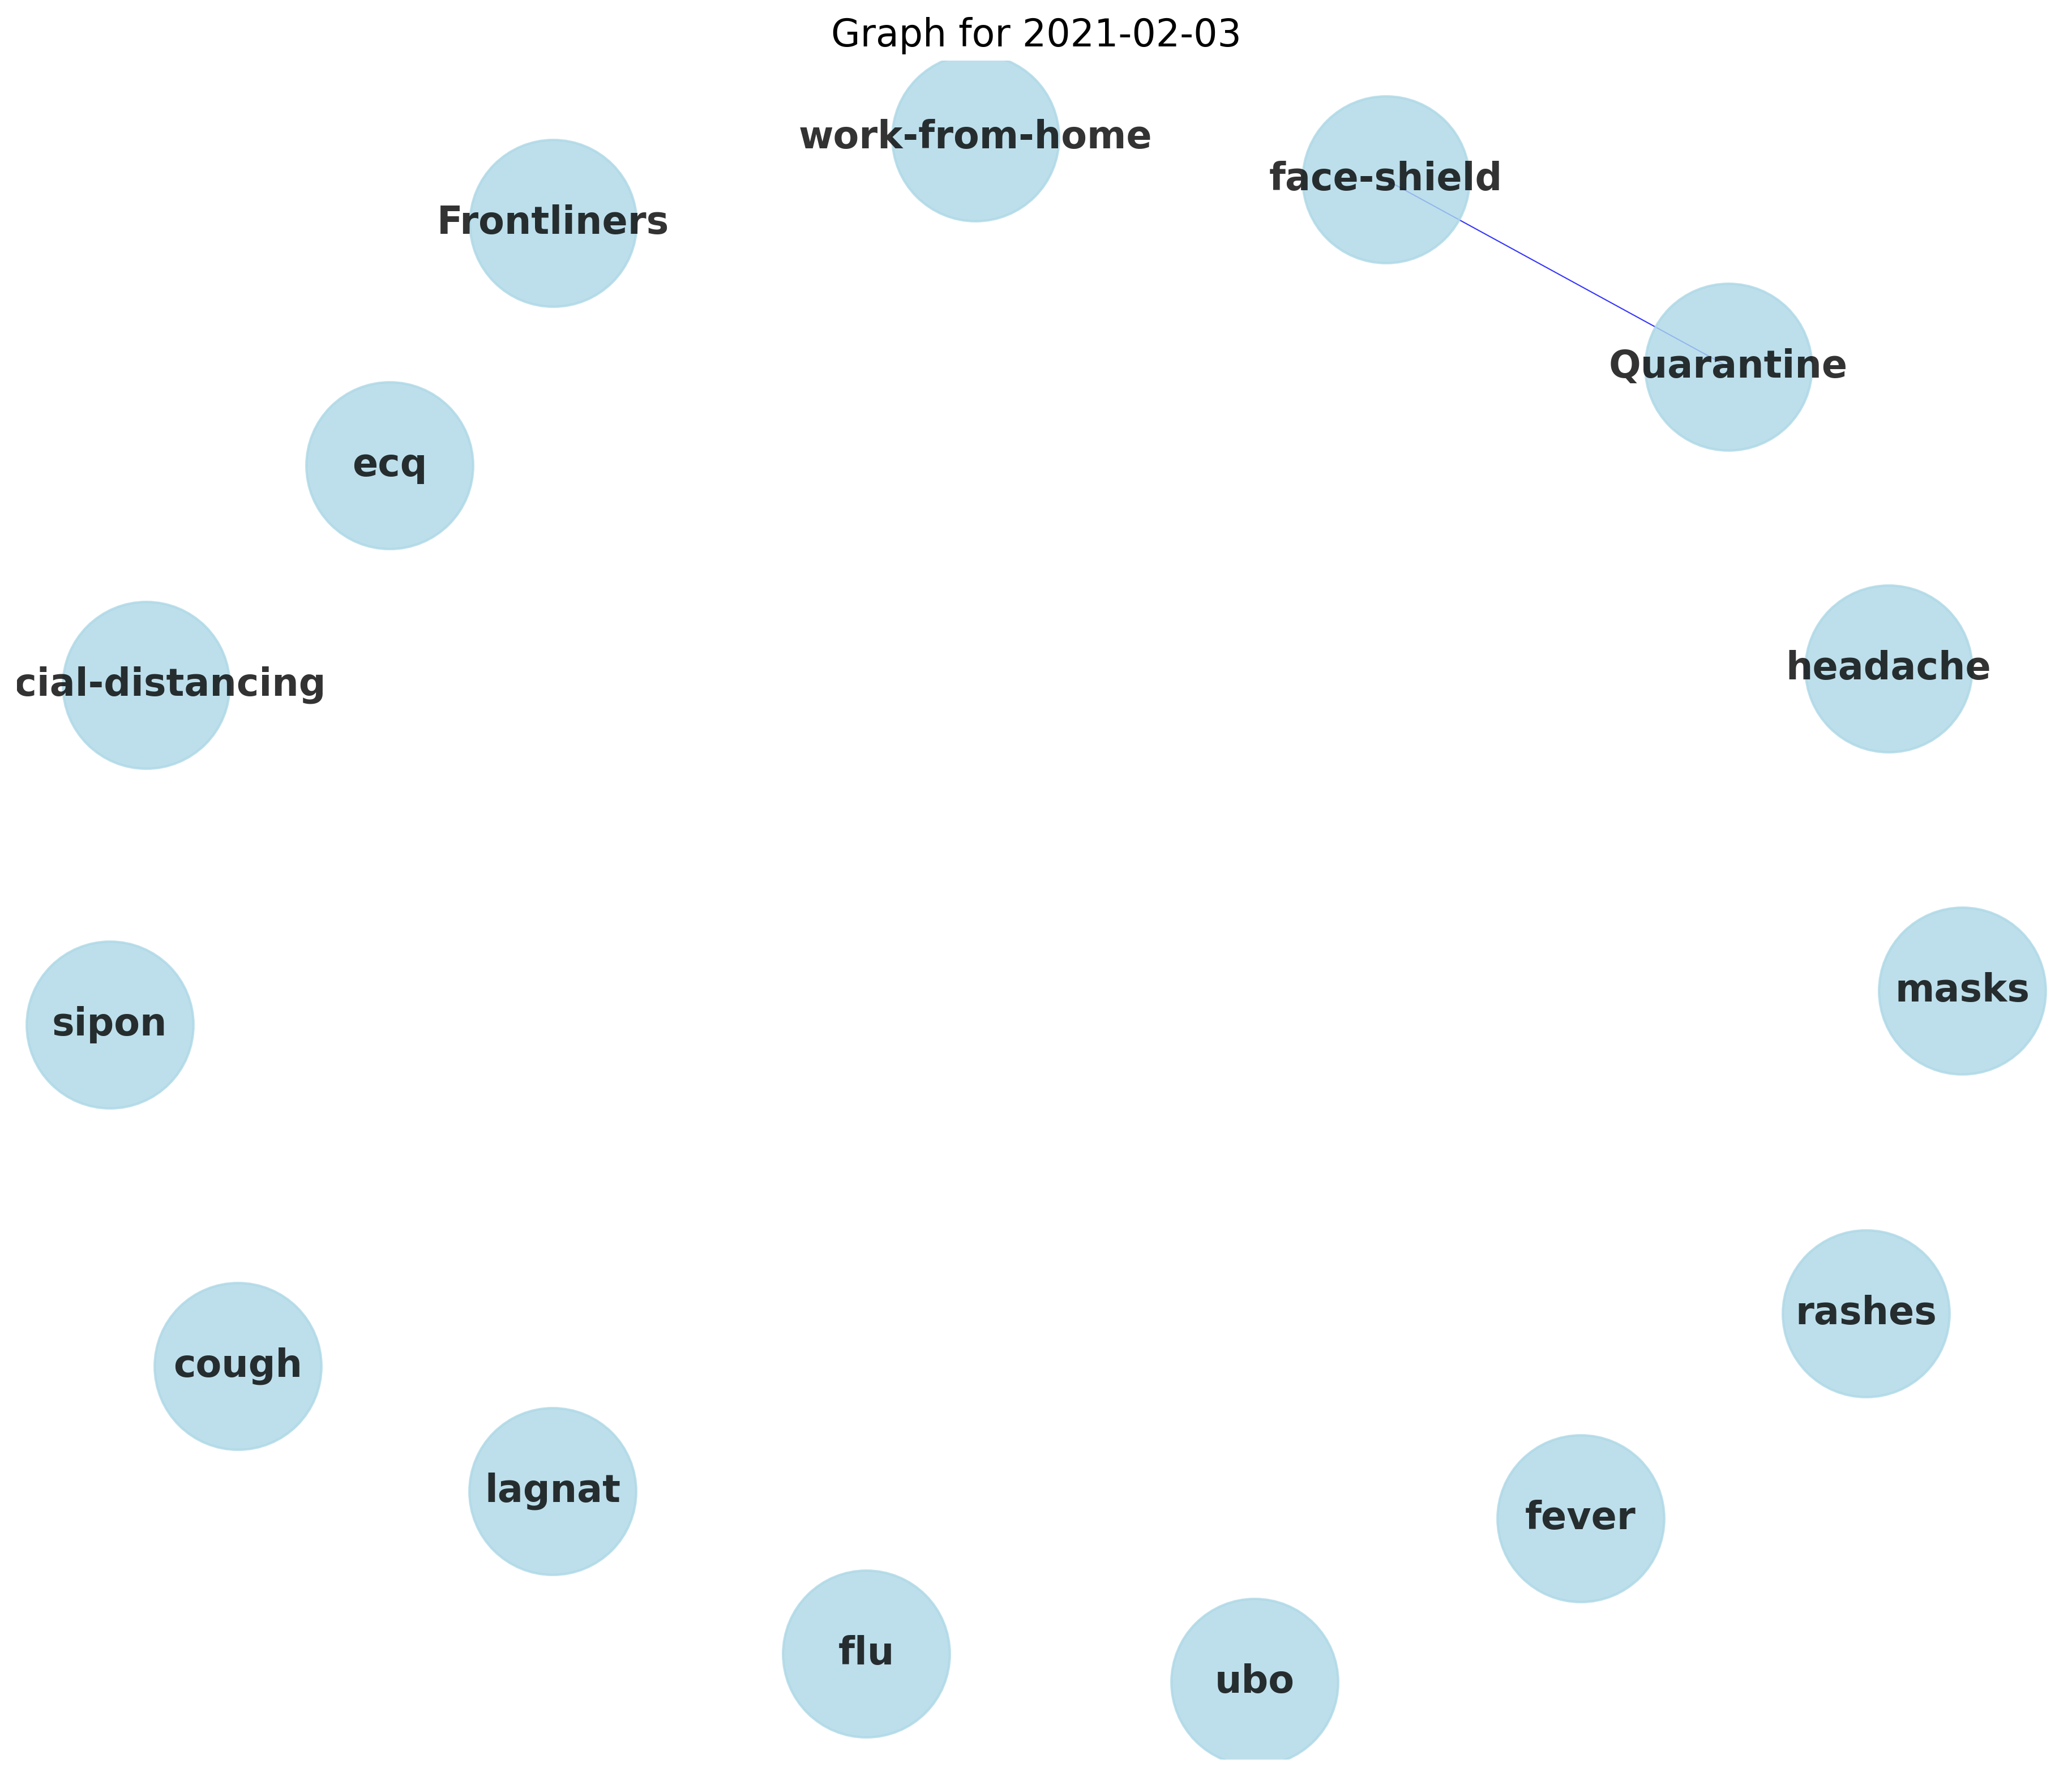 Graph for 2021-02-03
work-from-home
face-shield
Frontliners
Quarantine
ecq
headache
cial-distancing
masks
sipon
rashes
cough
lagnat
fever
flu
ubo